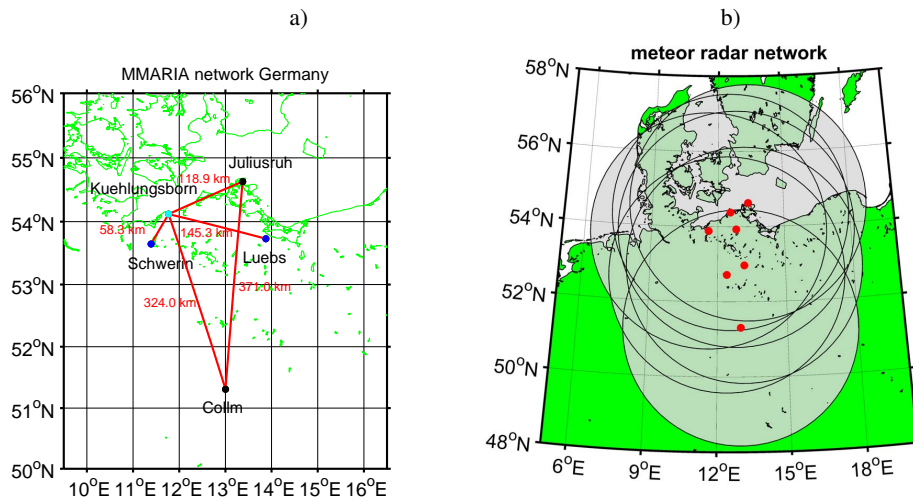 a)
MMARIA network Germany
56°N
55°N
54°N
53°N
52°N
51°N
50°N
Juliusruh
118.9 km
Kuehlungsborn
58.3 km
145.3 km
Schwerin
Luebs
371.0 km
324.0 km
Collm
10°E 11°E 12°E 13°E 14°E 15°E 16°E
b)
meteor radar network
58°N
56°N
54°N
52°N
50°N
48°N
6°E
9°E
12°E
15°E
18°E